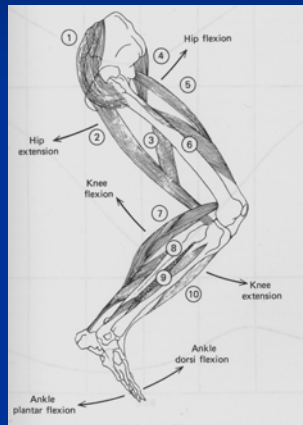 1
4
Hip flexion
5
2
3
6
Hip
extension
Knee
flexion
7
8
9
10
Knee
extension
Ankle
dorsi flexion
Ankle
plantar flexion